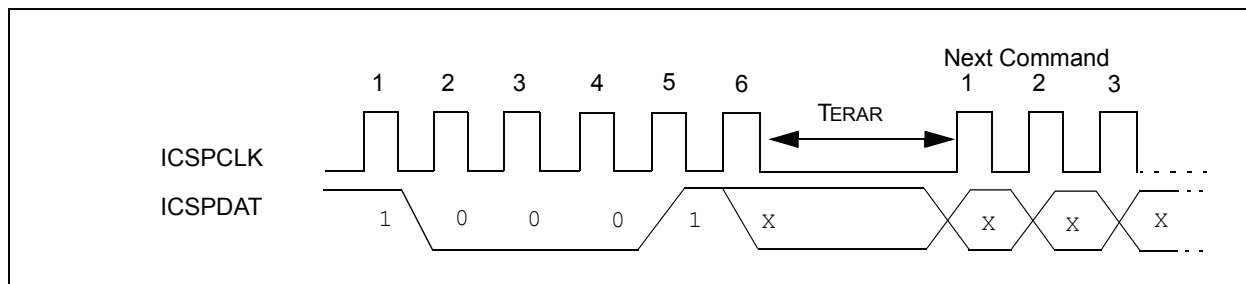 Next Command
1 2 3 4 5 6 1 2 3
TERAR
ICSPCLK
ICSPDAT
1 0 0 0 1 X X X X